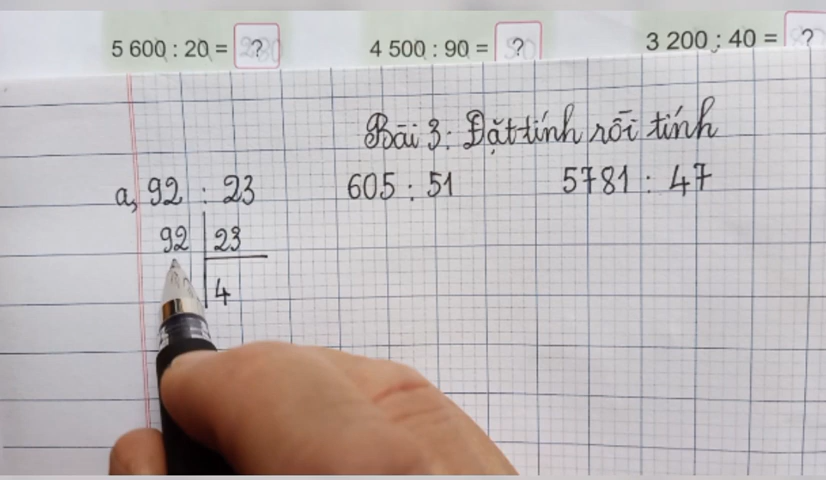 5 600 : 20 = ?
4 500 : 90 = ?
3 200 : 40 = ?
Bài 3: Đặt tính rồi tính
a, 92 : 23
605 : 51
5781 : 47
92 23
4